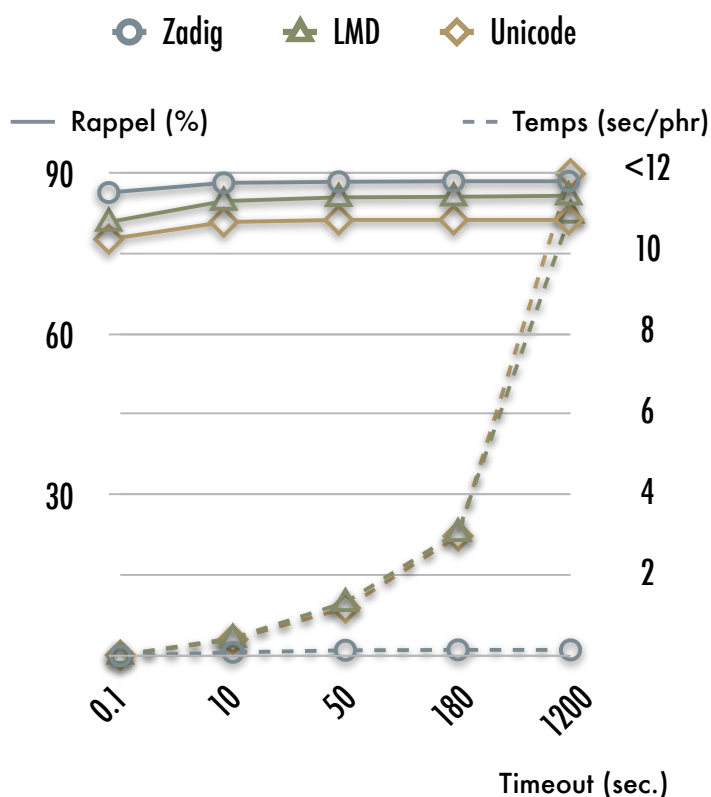 Zadig LMD Unicode
Rappel (%) Temps (sec/phr)
90 <12
10
60 8
6
30 4
2
0.1 10 50 180 1200
Timeout (sec.)